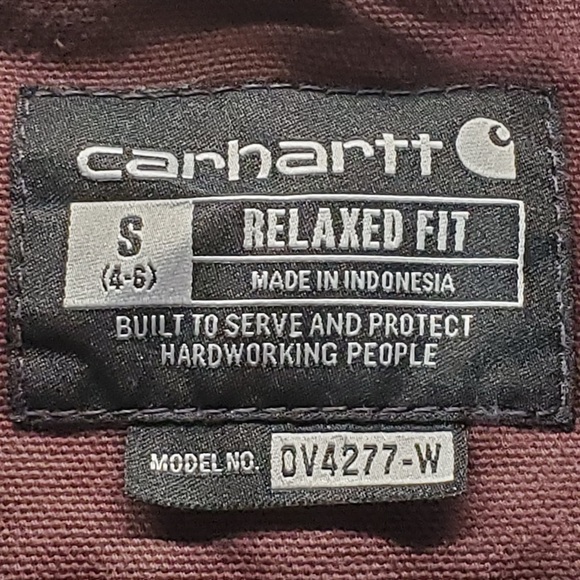 carhartt
S
(4-6)
RELAXED FIT
MADE IN INDONESIA
BUILT TO SERVE AND PROTECT
HARDWORKING PEOPLE
MODEL NO. OV4277-W